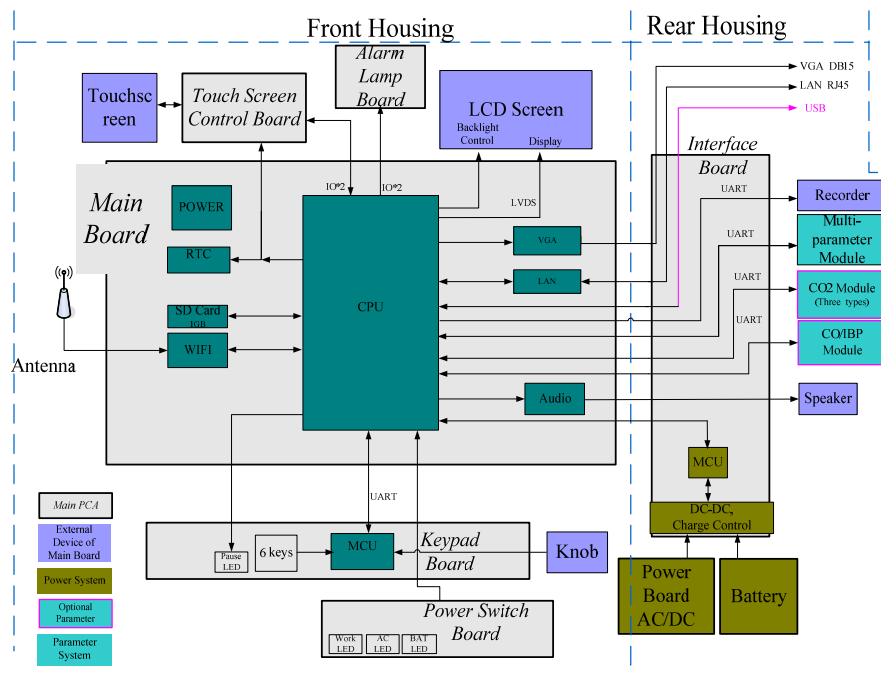 Front Housing
Rear Housing
Alarm
Lamp
Board
Touchsc
reen
Touch Screen
Control Board
LCD Screen
Backlight
Control
Display
VGA DB15
LAN RJ45
USB
Interface
Board
Main
Board
IO*2
IO*2
LVDS
POWER
RTC
SD Card
1GB
WIFI
CPU
VGA
LAN
Audio
UART
UART
UART
UART
Recorder
Multi-
parameter
Module
CO2 Module
(Three types)
CO/IBP
Module
Speaker
Antenna
MCU
DC-DC,
Charge Control
UART
Pause
LED
6 keys
MCU
Keypad
Board
Knob
Power
Board
AC/DC
Battery
Power Switch
Board
Work
LED
AC
LED
BAT
LED
Main PCA
External
Device of
Main Board
Power System
Optional
Parameter
Parameter
System